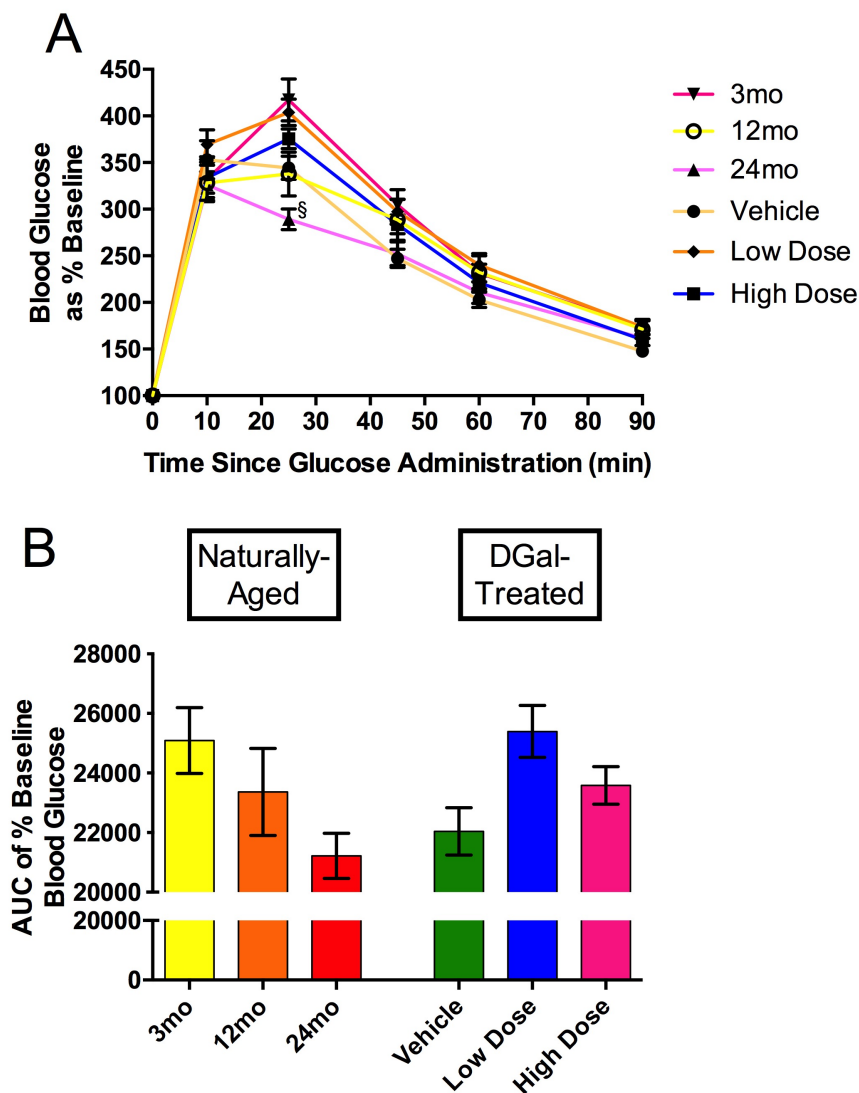 A
450
400
350
300
250
200
150
100
Blood Glucose
as % Baseline
§
0 10 20 30 40 50 60 70 80 90
Time Since Glucose Administration (min)
3mo
12mo
24mo
Vehicle
Low Dose
High Dose
B
Naturally-
Aged
DGal-
Treated
28000
26000
24000
22000
20000
20000
0
AUC of % Baseline
Blood Glucose
3mo
12mo
24mo
Vehicle
Low Dose
High Dose